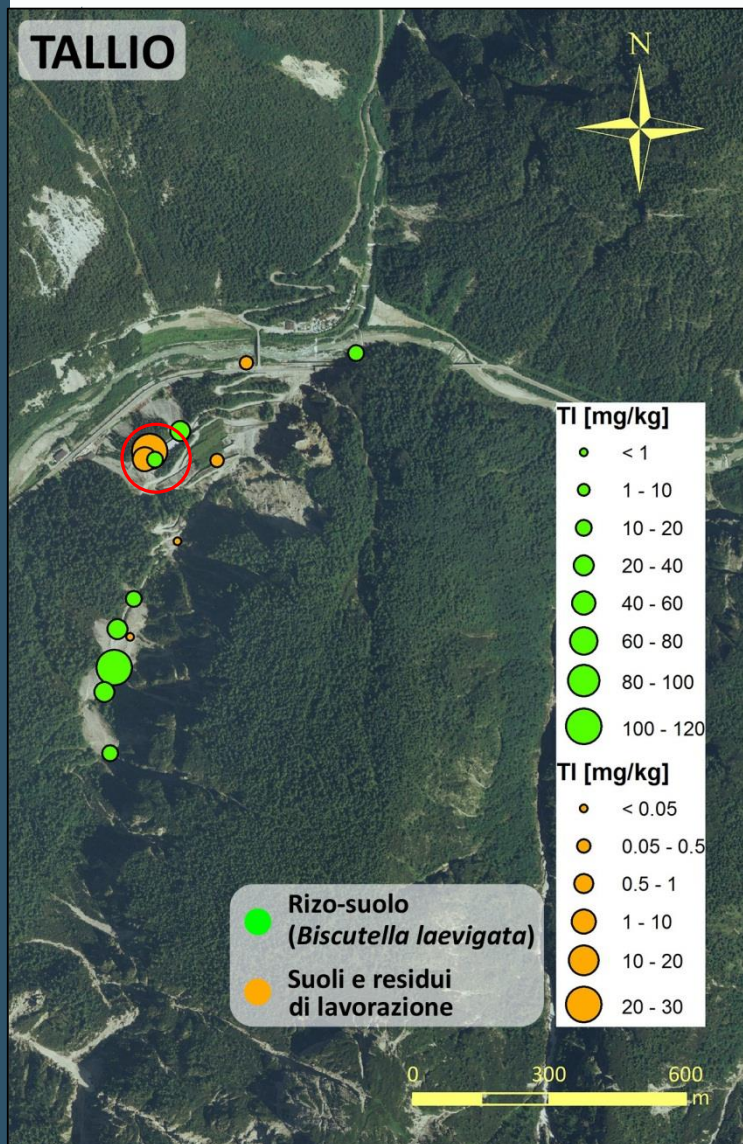 TALLIO
N
Tl [mg/kg]
< 1
1 - 10
10 - 20
20 - 40
40 - 60
60 - 80
80 - 100
100 - 120
Tl [mg/kg]
< 0.05
0.05 - 0.5
0.5 - 1
1 - 10
10 - 20
20 - 30
Rizo-suolo
(Biscutella laevigata)
Suoli e residui
di lavorazione
0 300 600
m